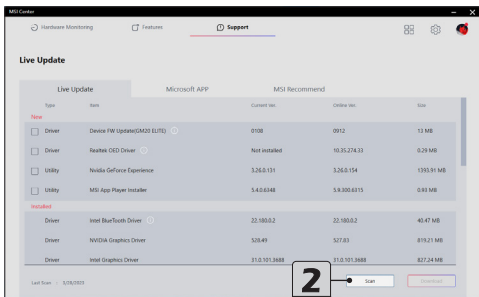 MSI Center
Hardware Monitoring Features Support
Live Update
Live Update Microsoft APP MSI Recommend
Type Item Current Ver. Online Ver. Size
New
Driver Device FW Update(GM20 ELITE) 0108 0912 13 MB
Driver Realtek OED Driver Not installed 10.35.274.33 0.29 MB
Utility Nvidia GeForce Experience 3.26.0.131 3.26.0.154 1395.91 MB
Utility MSI App Player Installer 5.4.0.6348 5.9.300.6315 0.93 MB
Installed
Driver Intel BlueTooth Driver 22.180.0.2 22.180.0.2 40.47 MB
Driver NVIDIA Graphics Driver 528.49 527.83 819.21 MB
Driver Intel Graphics Driver 31.0.101.3688 31.0.101.3688 827.24 MB
2
Last Scan : 3/28/2023 Scan Download